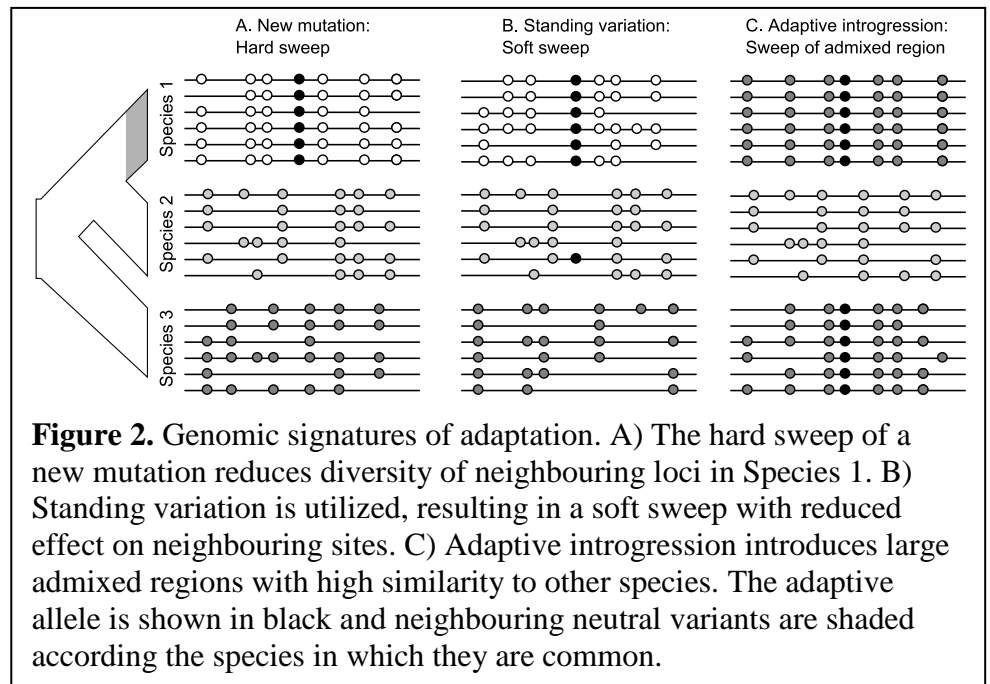 A. New mutation:
Hard sweep
B. Standing variation:
Soft sweep
C. Adaptive introgression:
Sweep of admixed region
Species 1
Species 2
Species 3
Figure 2. Genomic signatures of adaptation. A) The hard sweep of a
new mutation reduces diversity of neighbouring loci in Species 1. B)
Standing variation is utilized, resulting in a soft sweep with reduced
effect on neighbouring sites. C) Adaptive introgression introduces large
admixed regions with high similarity to other species. The adaptive
allele is shown in black and neighbouring neutral variants are shaded
according the species in which they are common.